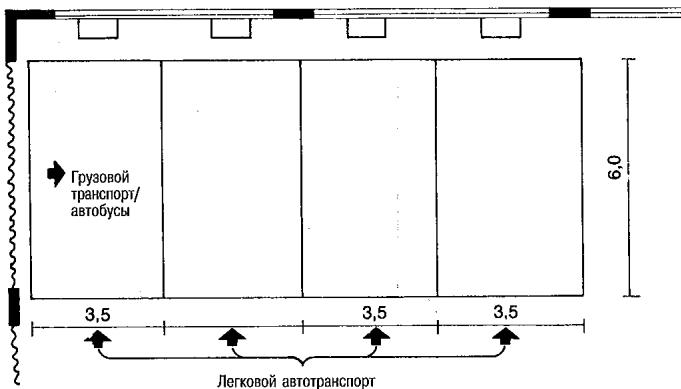 Грузовой
транспорт/
автобусы
6,0
3,5
3,5
3,5
Легковой автотранспорт